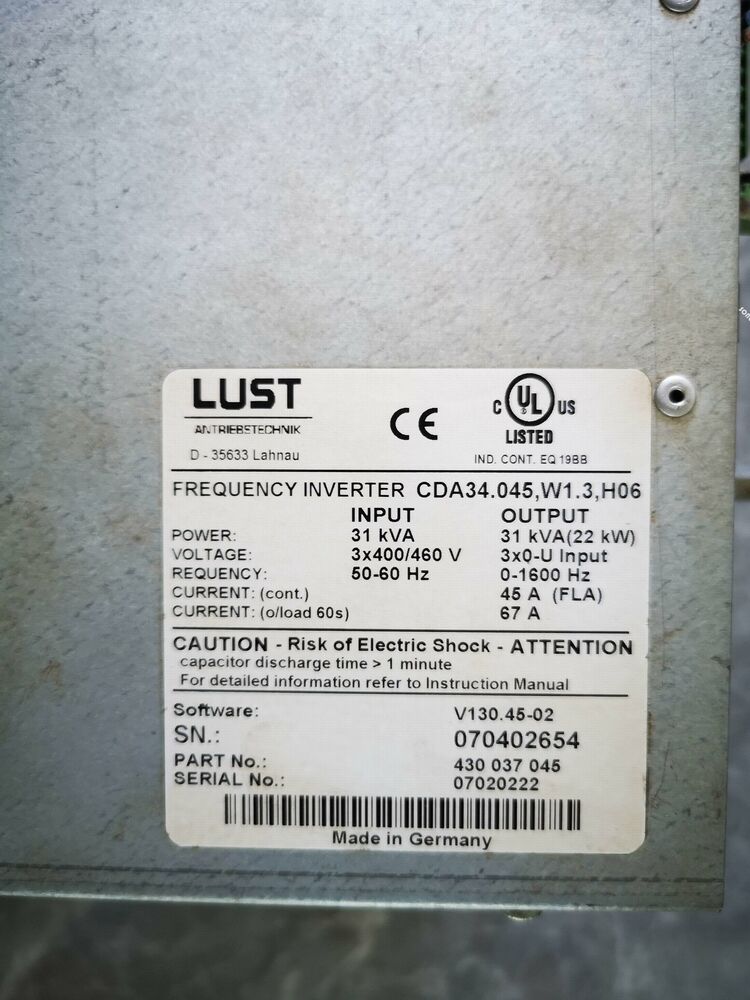 LUST
ANTRIEBSTECHNIK
D - 35633 Lahnau
CE
C UL US
LISTED
IND. CONT. EQ 19BB
FREQUENCY INVERTER CDA34.045,W1.3,H06
INPUT OUTPUT
POWER: 31 kVA 31 kVA(22 kW)
VOLTAGE: 3x400/460 V 3x0-U Input
REQUENCY: 50-60 Hz 0-1600 Hz
CURRENT: (cont.) 45 A (FLA)
CURRENT: (o/load 60s) 67 A
CAUTION - Risk of Electric Shock - ATTENTION
capacitor discharge time > 1 minute
For detailed information refer to Instruction Manual
Software: V130.45-02
SN.: 070402654
PART No.: 430 037 045
SERIAL No.: 07020222
Made in Germany